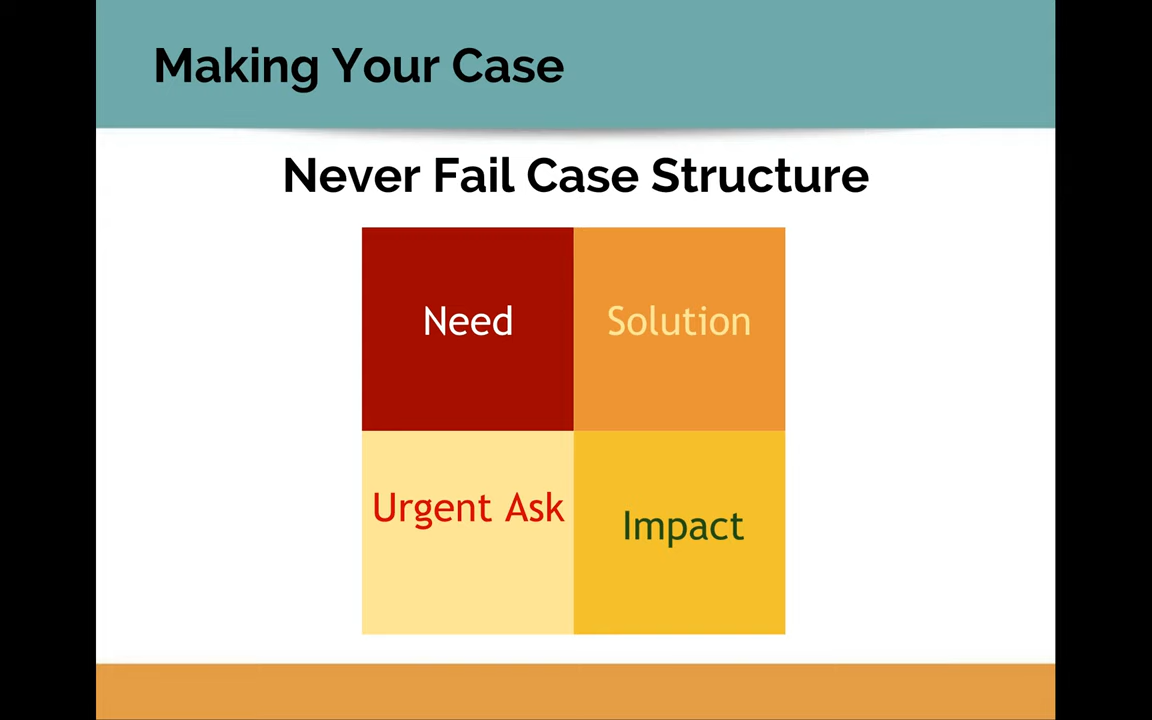 Making Your Case
Never Fail Case Structure
Need
Solution
Urgent Ask
Impact